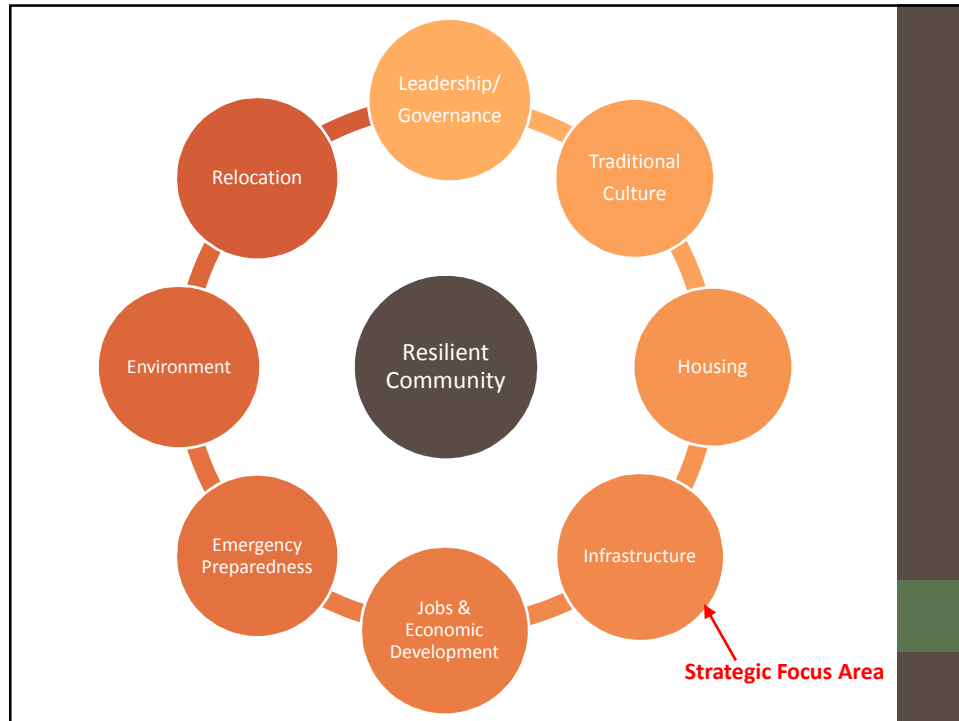 Leadership/
Governance
Traditional
Culture
Housing
Infrastructure
Jobs &
Economic
Development
Emergency
Preparedness
Environment
Relocation
Resilient
Community
Strategic Focus Area